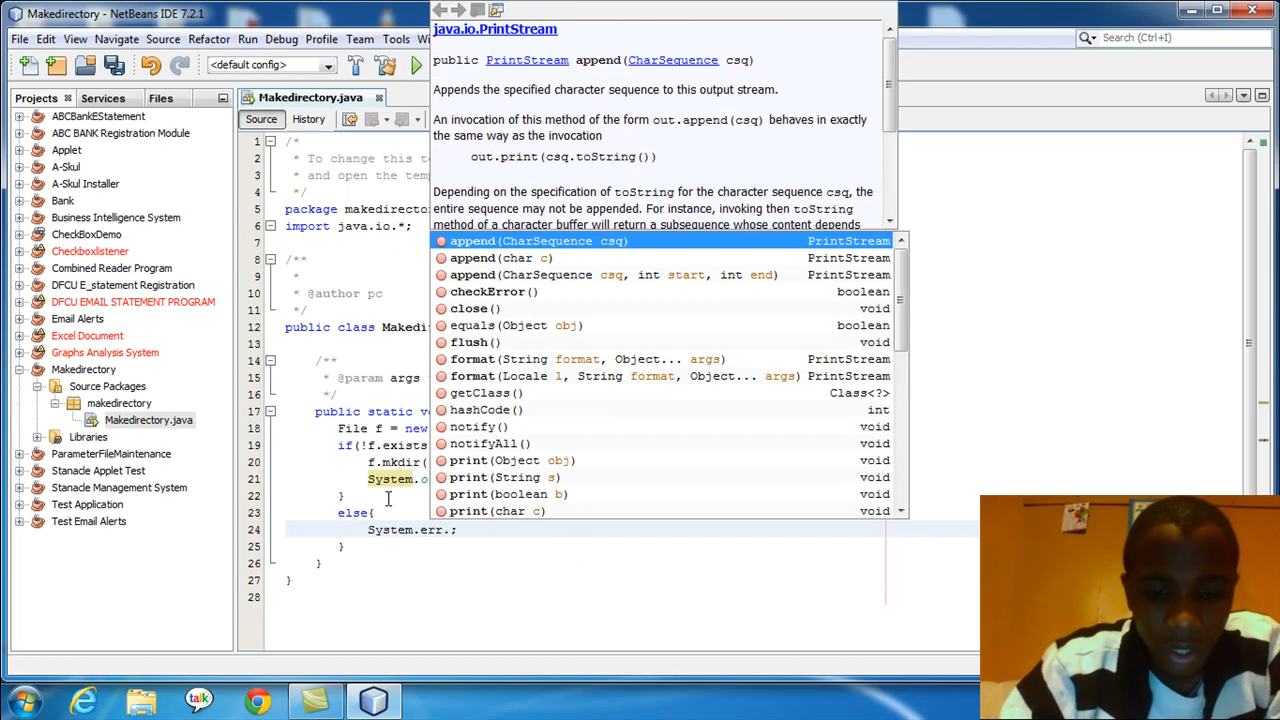 Makedirectory - NetBeans IDE 7.2.1
File Edit View Navigate Source Refactor Run Debug Profile Team Tools
Search (Ctrl+I)
<default config>
Projects Services Files
ABCBankEStatement
ABC BANK Registration Module
Applet
A-Skul
A-Skul Installer
Bank
Business Intelligence System
CheckBoxDemo
Checkboxlistener
Combined Reader Program
DFCU E_statement Registration
DFCU EMAIL STATEMENT PROGRAM
Email Alerts
Excel Document
Graphs Analysis System
Makedirectory
Source Packages
makedirectory
Makedirectory.java
Libraries
ParameterFileMaintenance
Stanacle Applet Test
Stanacle Management System
Test Application
Test Email Alerts
Makedirectory.java
Source History
1 /*
2 * To change this t
3 * and open the tem
4 */
5 package makedirector
6 import java.io.*;
7
8 /**
9 *
10 * @author pc
11 */
12 public class Makedi
13
14 /**
15 * @param args
16 */
17 public static v
18 File f = new
19 if(!f.exists
20 f.mkdir(
21 System.o
22 }
23 else{
24 System.err.;
25 }
26 }
27 }
28
java.io.PrintStream
public PrintStream append(CharSequence csq)
Appends the specified character sequence to this output stream.
An invocation of this method of the form out.append(csq) behaves in exactly
the same way as the invocation
out.print(csq.toString())
Depending on the specification of toString for the character sequence csq, the
entire sequence may not be appended. For instance, invoking then toString
method of a character buffer will return a subsequence whose content depends
append(CharSequence csq) PrintStream
append(char c) PrintStream
append(CharSequence csq, int start, int end) PrintStream
checkError() boolean
close() void
equals(Object obj) boolean
flush() void
format(String format, Object... args) PrintStream
format(Locale l, String format, Object... args) PrintStream
getClass() Class<?>
hashCode() int
notify() void
notifyAll() void
print(Object obj) void
print(String s) void
print(boolean b) void
print(char c) void
talk